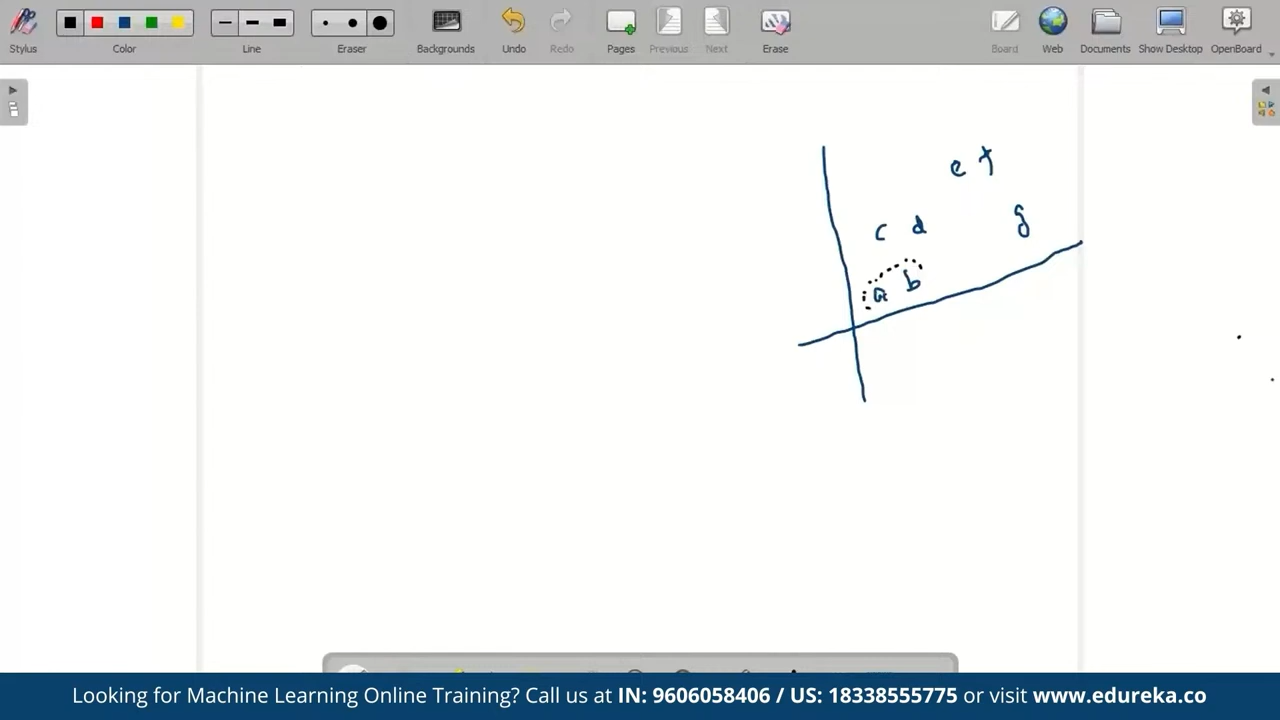 Stylus Color Line Eraser Backgrounds Undo Redo Pages Previous Next Erase Board Web Documents Show Desktop OpenBoard
e f
c d g
a b
Looking for Machine Learning Online Training? Call us at IN: 9606058406 / US: 18338555775 or visit www.edureka.co